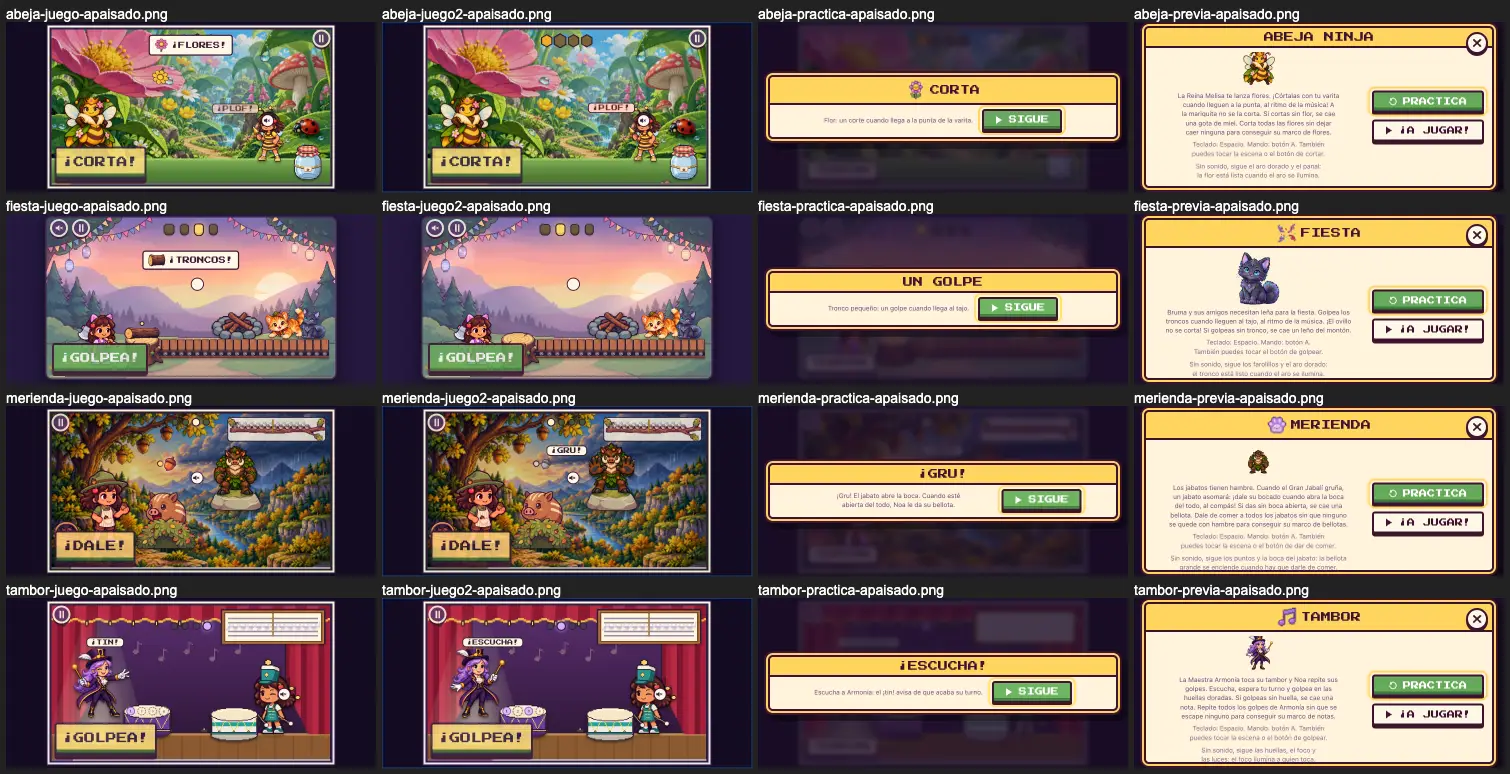 abeja-juego-apaisado.png
abeja-juego2-apaisado.png
abeja-practica-apaisado.png
abeja-previa-apaisado.png
¡FLORES!
¡PLOF!
¡CORTA!
¡PLOF!
¡CORTA!
CORTA
Flor: un corte cuando llega a la punta de la varita.
SIGUE
ABEJA NINJA
La Reina Melisa te lanza flores. ¡Córtalas con tu varita
cuando lleguen a la punta, al ritmo de la música! A
la mariquita no se la corta. Si cortas sin flor, se cae
una gota de miel. Corta todas las flores sin dejar
caer ninguna para conseguir su marco de flores.
Teclado: Espacio. Mando: botón A. También
puedes tocar la escena o el botón de cortar.
Sin sonido, sigue el aro dorado y el panal:
la flor está lista cuando el aro se ilumina.
PRACTICA
¡A JUGAR!
fiesta-juego-apaisado.png
fiesta-juego2-apaisado.png
fiesta-practica-apaisado.png
fiesta-previa-apaisado.png
¡TRONCOS!
¡GOLPEA!
¡GOLPEA!
UN GOLPE
Tronco pequeño: un golpe cuando llega al tajo.
SIGUE
FIESTA
Bruma y sus amigos necesitan leña para la fiesta. Golpea los
troncos cuando lleguen al tajo, al ritmo de la música. ¡El ovillo
no se corta! Si golpeas sin tronco, se cae un leño del montón.
Teclado: Espacio. Mando: botón A.
También puedes tocar el botón de golpear.
Sin sonido, sigue los farolillos y el aro dorado:
el tronco está listo cuando el aro se ilumina.
PRACTICA
¡A JUGAR!
merienda-juego-apaisado.png
merienda-juego2-apaisado.png
merienda-practica-apaisado.png
merienda-previa-apaisado.png
¡DALE!
¡GRU!
¡DALE!
¡GRU!
¡Gru! El jabato abre la boca. Cuando esté
abierta del todo, Noa le da su bellota.
SIGUE
MERIENDA
Los jabatos tienen hambre. Cuando el Gran Jabalí gruña,
un jabato asomará: ¡dale su bocado cuando abra la boca
del todo, al compás! Si das sin boca abierta, se cae una
bellota. Dale de comer a todos los jabatos sin que ninguno
se quede con hambre para conseguir su marco de bellotas.
Teclado: Espacio. Mando: botón A. También
puedes tocar la escena o el botón de dar de comer.
Sin sonido, sigue los puntos y la boca del jabato: la bellota
grande se enciende cuando hay que darle de comer.
PRACTICA
¡A JUGAR!
tambor-juego-apaisado.png
tambor-juego2-apaisado.png
tambor-practica-apaisado.png
tambor-previa-apaisado.png
¡TIN!
¡GOLPEA!
¡ESCUCHA!
¡GOLPEA!
¡ESCUCHA!
Escucha a Armonía: el ¡tin! avisa de que acaba su turno.
SIGUE
TAMBOR
La Maestra Armonía toca su tambor y Noa repite sus
golpes. Escucha, espera tu turno y golpea en las
huellas doradas. Si golpeas sin huella, se cae una
nota. Repite todos los golpes de Armonía sin que se
escape ninguno para conseguir su marco de notas.
Teclado: Espacio. Mando: botón A. También
puedes tocar la escena o el botón de golpear.
Sin sonido, sigue las huellas, el foco y
las luces: el foco ilumina a quien toca.
PRACTICA
¡A JUGAR!